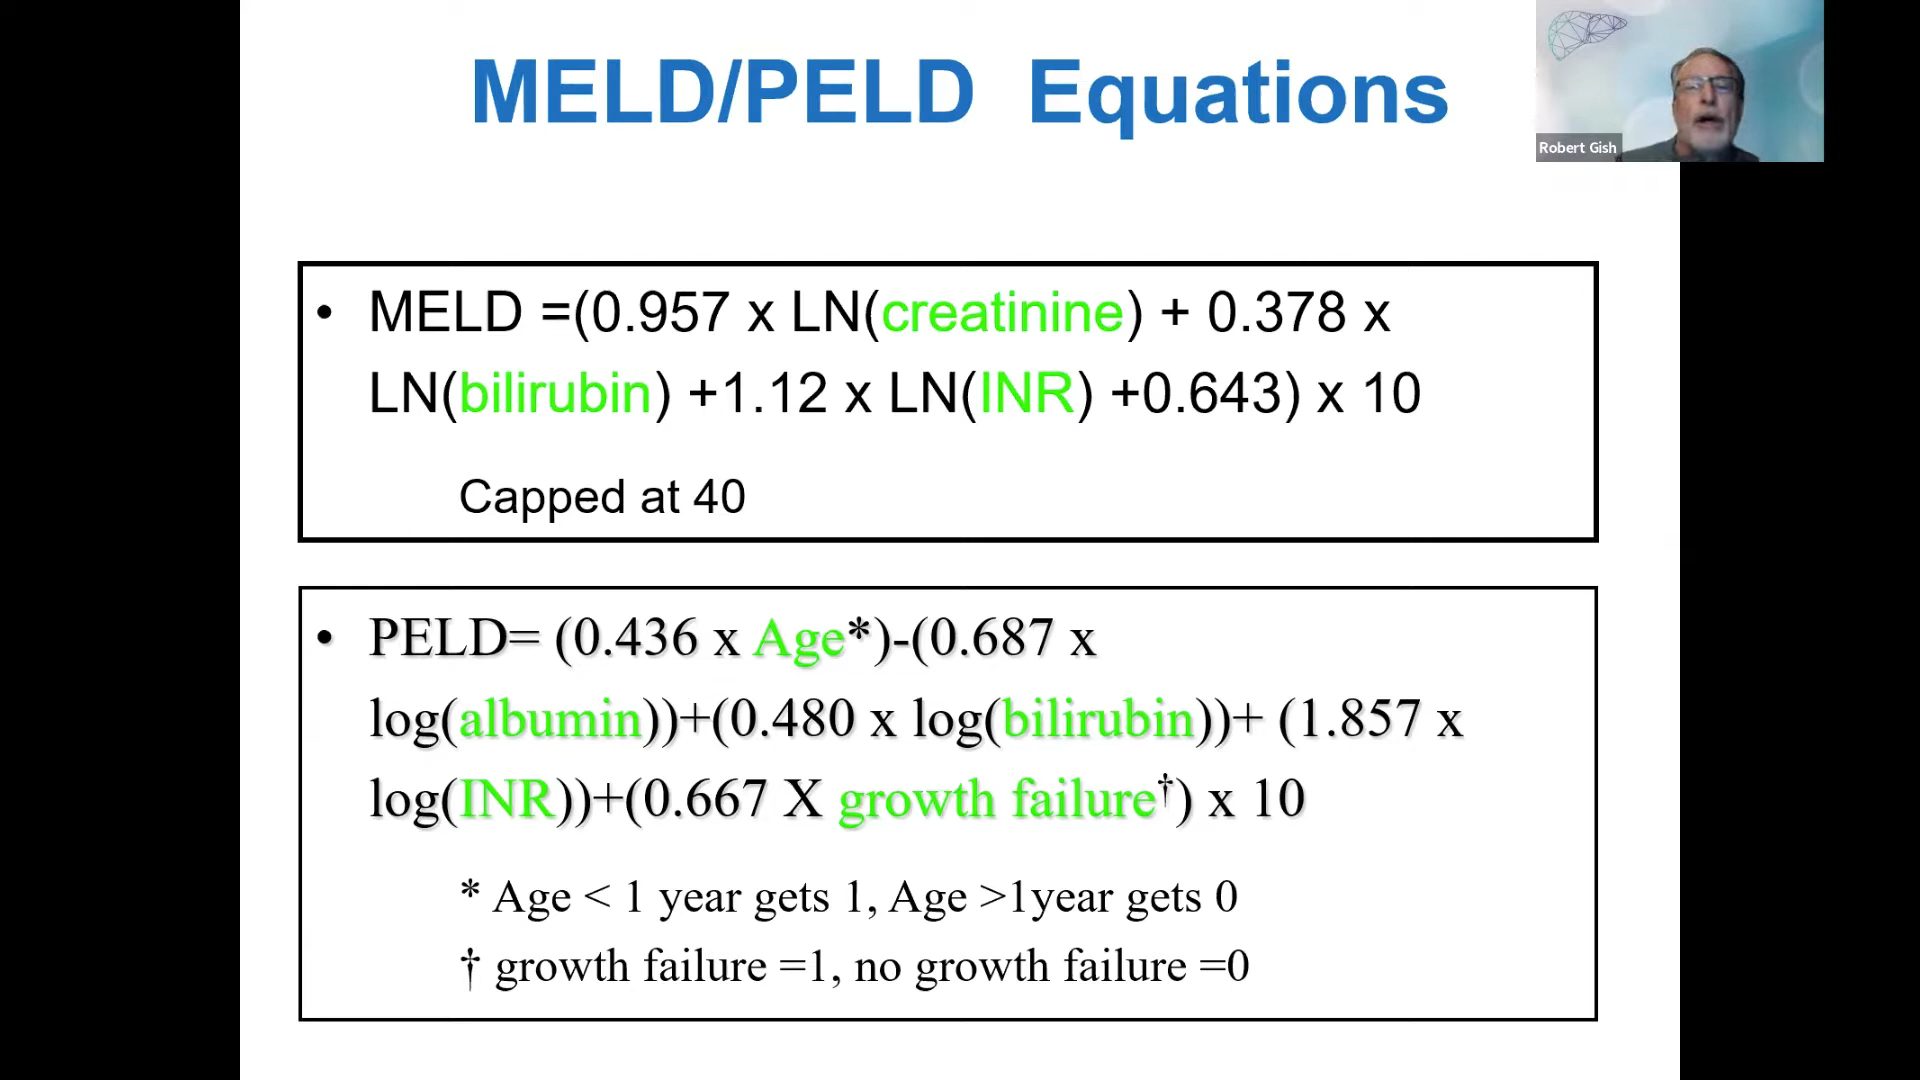 MELD/PELD Equations
Robert Gish
• MELD =(0.957 x LN(creatinine) + 0.378 x
LN(bilirubin) +1.12 x LN(INR) +0.643) x 10
Capped at 40
• PELD= (0.436 x Age*)-(0.687 x
log(albumin))+(0.480 x log(bilirubin))+ (1.857 x
log(INR))+(0.667 X growth failure†) x 10
* Age < 1 year gets 1, Age >1year gets 0
† growth failure =1, no growth failure =0